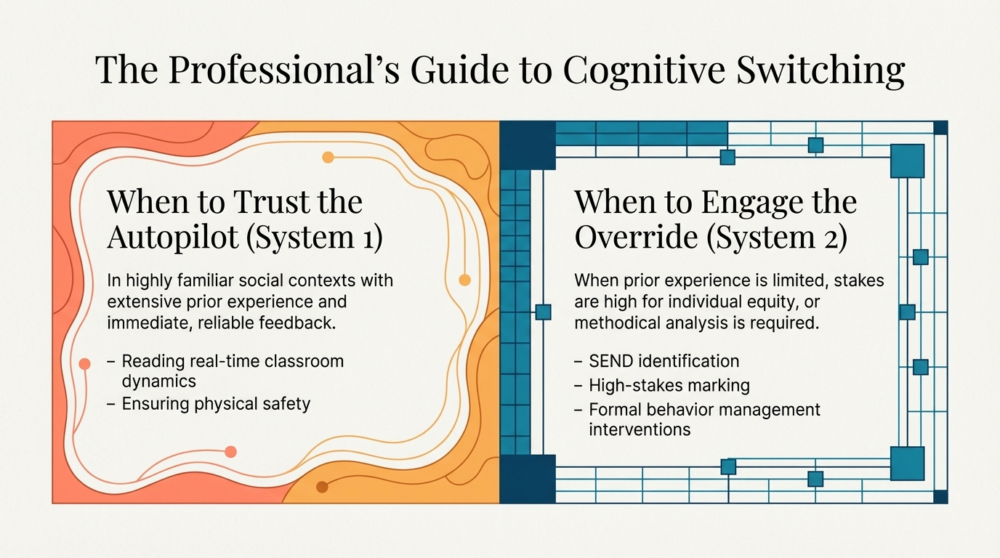 The Professional’s Guide to Cognitive Switching
When to Trust the
Autopilot (System 1)
In highly familiar social contexts with
extensive prior experience and
immediate, reliable feedback.
– Reading real-time classroom
dynamics
– Ensuring physical safety
When to Engage the
Override (System 2)
When prior experience is limited, stakes
are high for individual equity, or
methodical analysis is required.
– SEND identification
– High-stakes marking
– Formal behavior management
interventions